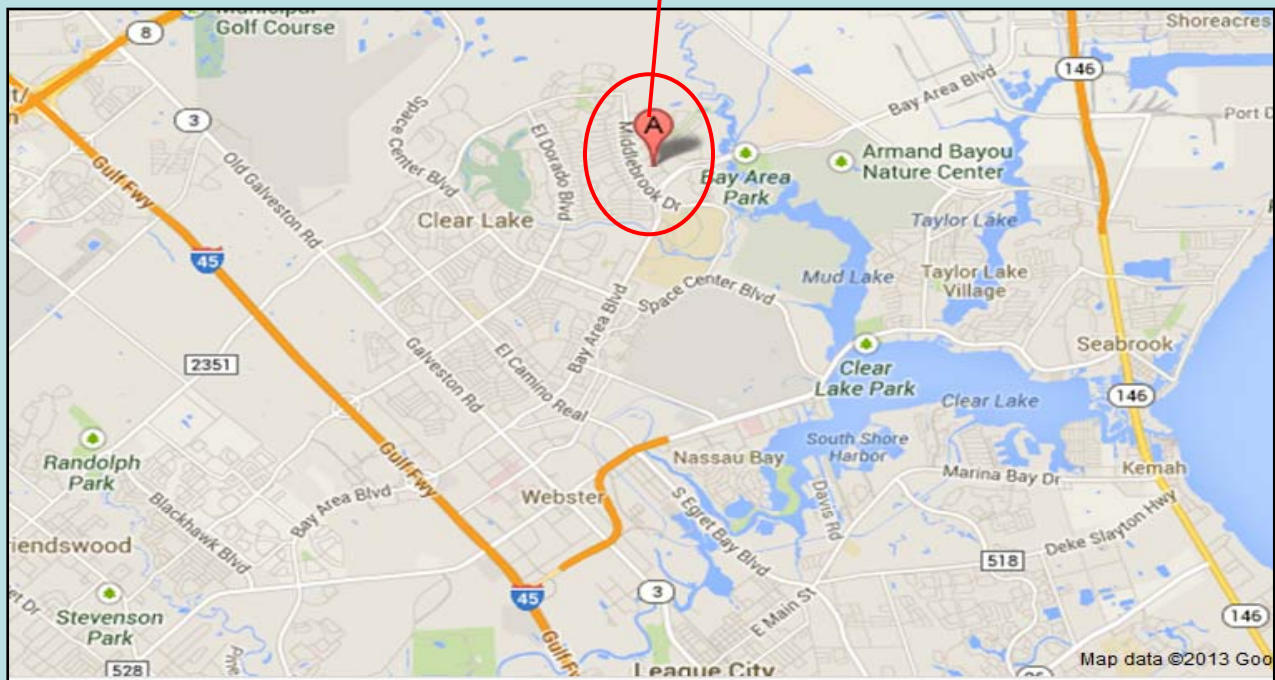 Municipal
Golf Course
Shoreacres
8
146
3
Space Center Blvd
Bay Area Blvd
Port
A
Middlebrook Dr
El Dorado Blvd
Armand Bayou
Nature Center
Old Galveston Rd
Gulf Fwy
Bay Area
Park
Clear Lake
Taylor Lake
45
Mud Lake
Taylor Lake
Village
Space Center Blvd
Bay Area Blvd
Seabrook
2351
Galveston Rd
El Camino Real
Clear
Lake Park
Clear Lake
146
Randolph
Park
Gulf Fwy
Nassau Bay
South Shore
Harbor
Marina Bay Dr
Kemah
Blackhawk Blvd
Bay Area Blvd
Webster
S Egret Bay Blvd
Davis Rd
Deke Slayton Hwy
iendswood
518
45
3
Stevenson
Park
E Main St
146
528
Gulf
League City
Map data ©2013 Goo